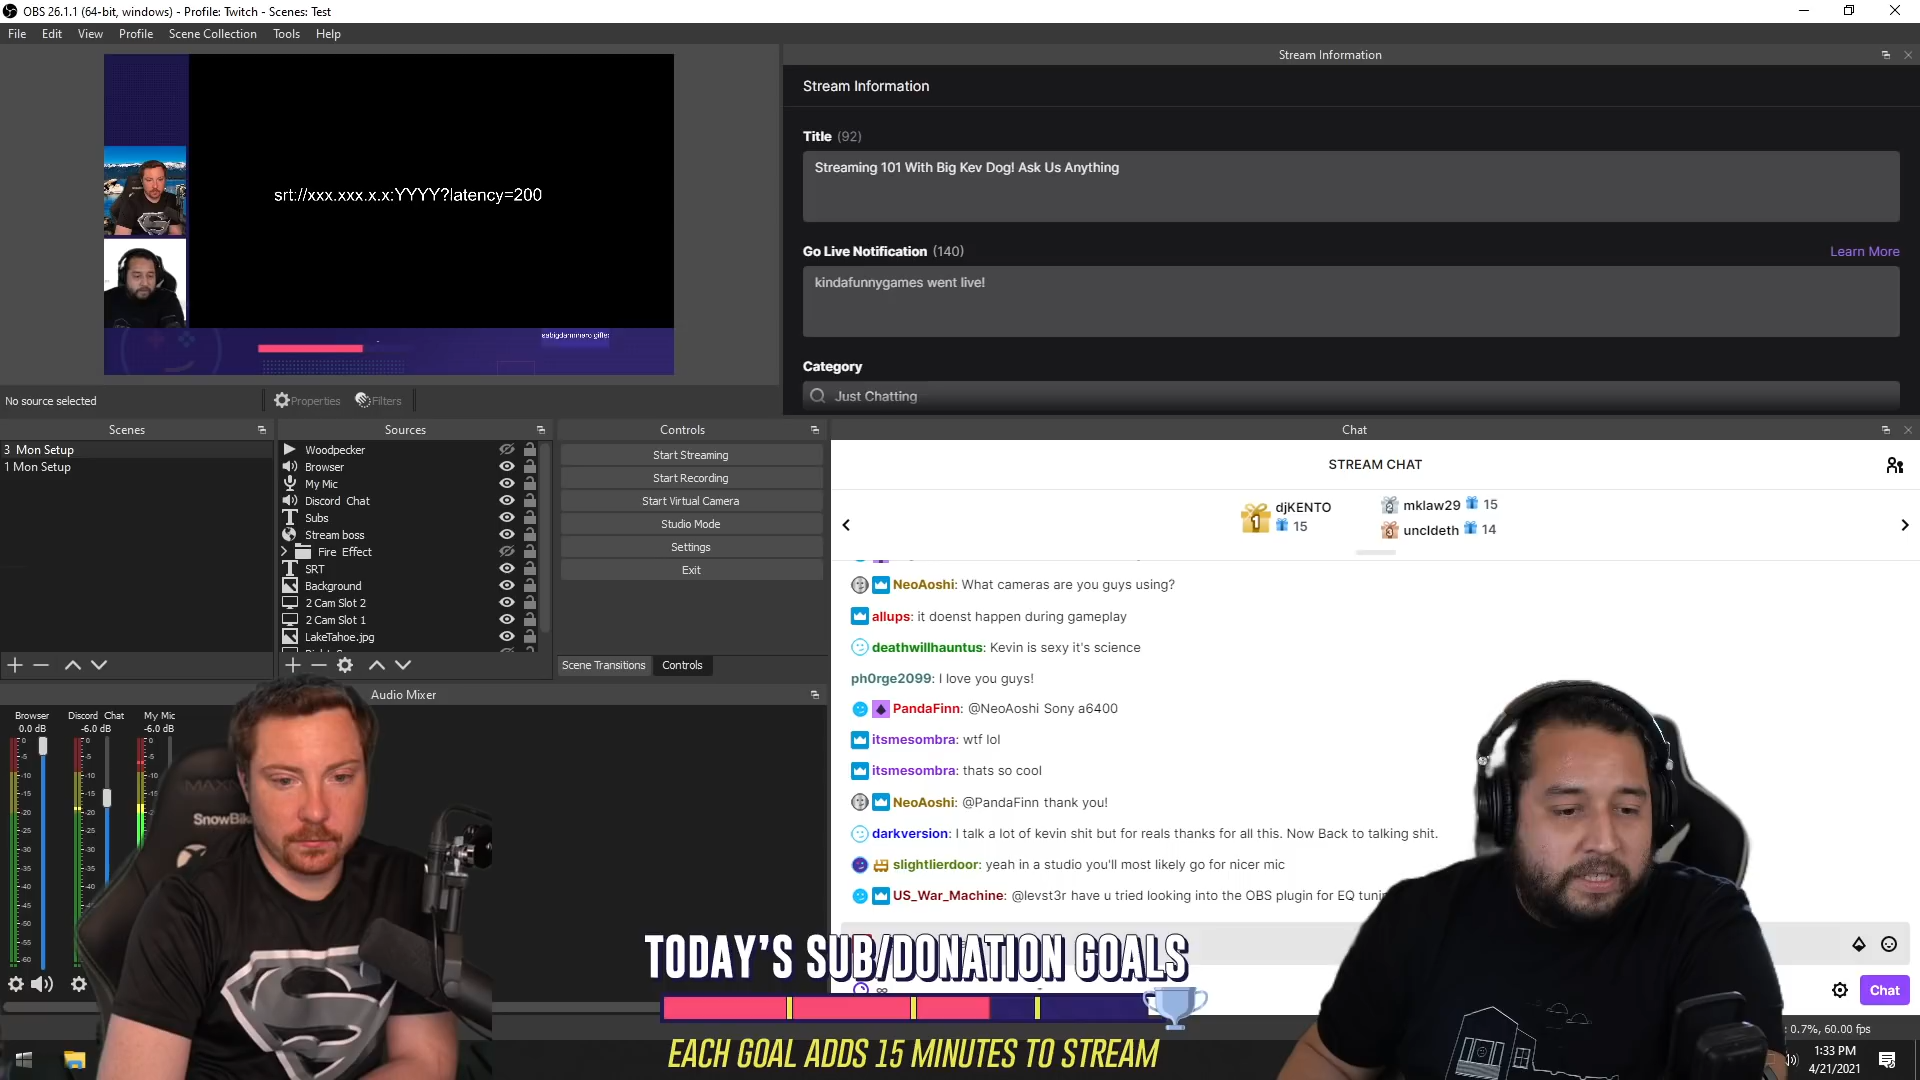 OBS 26.1.1 (64-bit, windows) - Profile: Twitch - Scenes: Test
File Edit View Profile Scene Collection Tools Help
Stream Information
Stream Information
Title (92)
Streaming 101 With Big Kev Dog! Ask Us Anything
srt://xxx.xxx.x.x:YYYY?latency=200
Go Live Notification (140)
Learn More
kindafunnygames went live!
Category
Just Chatting
No source selected
Properties
Filters
Scenes
3 Mon Setup
1 Mon Setup
Sources
Woodpecker
Browser
My Mic
Discord Chat
Subs
Stream boss
Fire Effect
SRT
Background
2 Cam Slot 2
2 Cam Slot 1
LakeTahoe.jpg
Controls
Start Streaming
Start Recording
Start Virtual Camera
Studio Mode
Settings
Exit
Scene Transitions
Controls
Chat
STREAM CHAT
1 djKENTO 15
2 mklaw29 15
3 uncldeth 14
NeoAoshi: What cameras are you guys using?
allups: it doenst happen during gameplay
deathwillhauntus: Kevin is sexy it's science
ph0rge2099: I love you guys!
PandaFinn: @NeoAoshi Sony a6400
itsmesombra: wtf lol
itsmesombra: thats so cool
NeoAoshi: @PandaFinn thank you!
darkversion: I talk a lot of kevin shit but for reals thanks for all this. Now Back to talking shit.
slightlierdoor: yeah in a studio you'll most likely go for nicer mic
US_War_Machine: @levst3r have u tried looking into the OBS plugin for EQ
Chat
Audio Mixer
Browser
0.0 dB
Discord Chat
-6.0 dB
My Mic
-6.0 dB
TODAY'S SUB/DONATION GOALS
EACH GOAL ADDS 15 MINUTES TO STREAM
: 0.7%, 60.00 fps
1:33 PM
4/21/2021